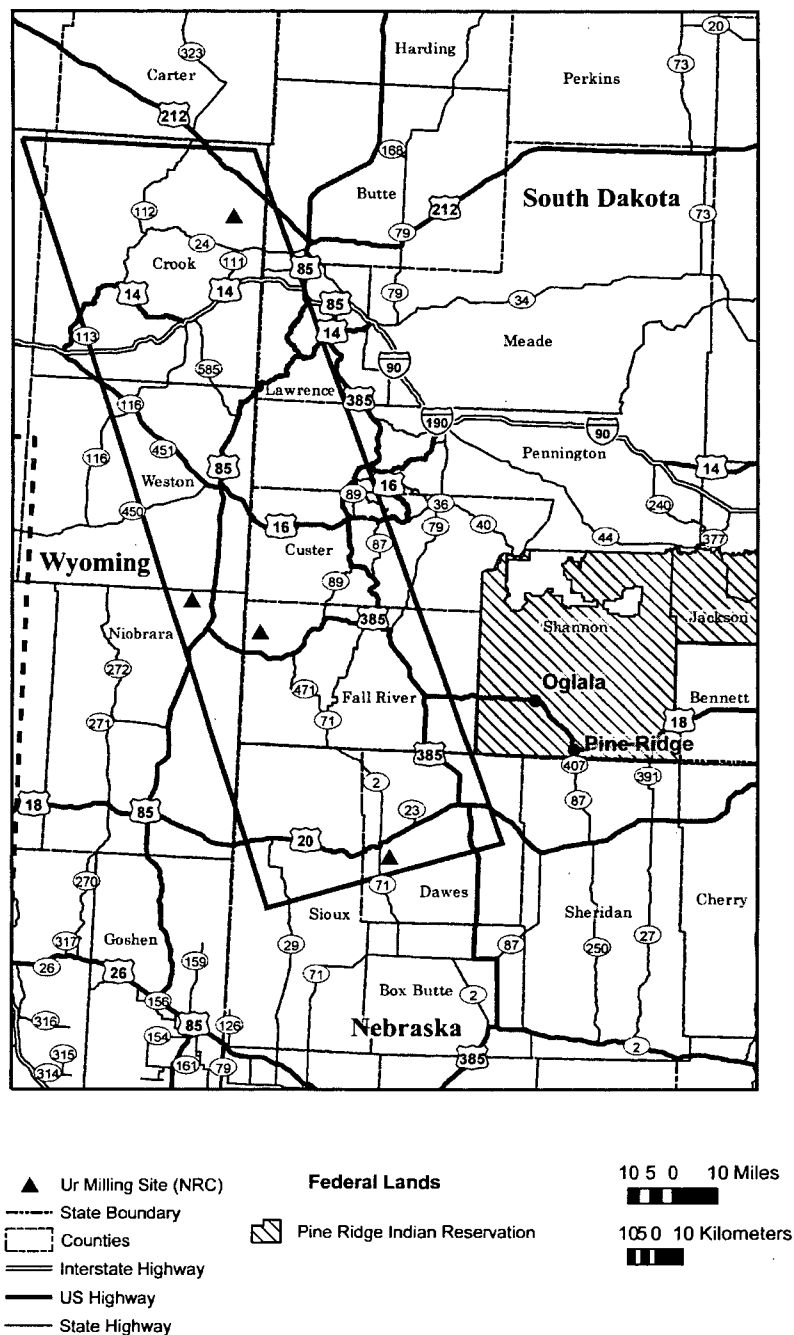 323
Carter
Harding
20
73
Perkins
212
168
Butte
South Dakota
112
212
73
24
79
Crook
111
85
14
14
79
34
85
14
113
Meade
90
585
Lawrence
385
116
190
90
451
Pennington
116
85
14
Weston
16
89
36
240
450
16
79
40
44
377
Custer
87
Wyoming
89
385
Shannon
Jackson
Niobrara
272
Oglala
471
Fall River
Bennett
271
71
18
Pine Ridge
385
407
391
2
87
18
85
23
20
270
71
Dawes
Cherry
Sioux
Sheridan
Goshen
317
29
87
27
26
26
159
71
250
Box Butte
2
156
316
85
126
Nebraska
154
315
2
161
79
385
314
Ur Milling Site (NRC)
State Boundary
Counties
Interstate Highway
US Highway
State Highway
Federal Lands
Pine Ridge Indian Reservation
10 5 0 10 Miles
10 5 0 10 Kilometers